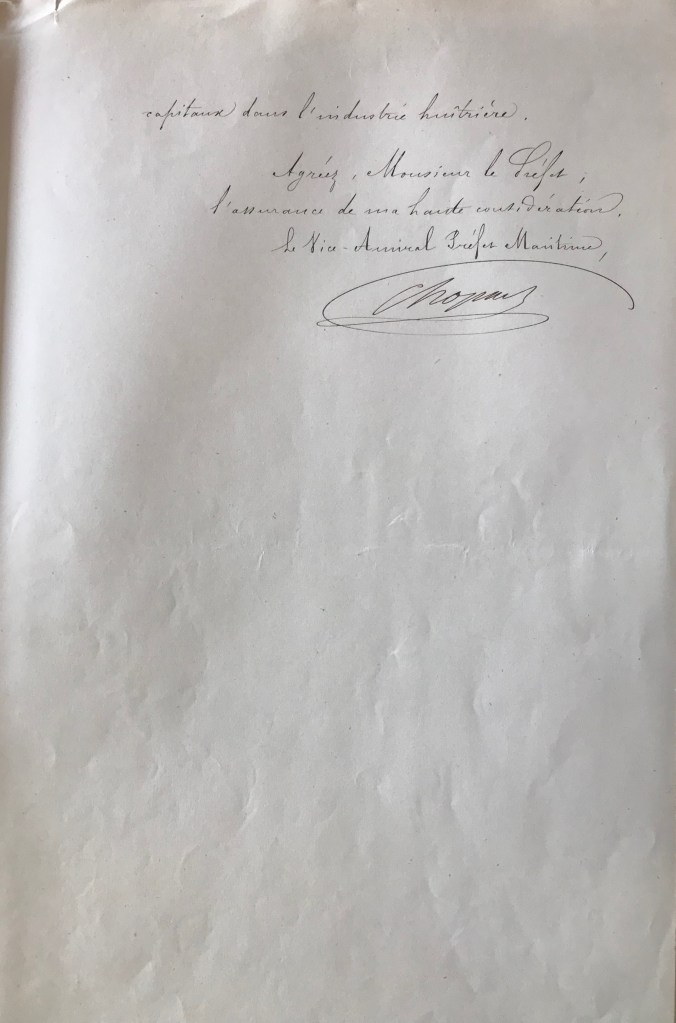 capitaux dans l'industrie huîtrière.
Agréez, Monsieur le Préfet,
l'assurance de ma haute considération.
Le Vice-Amiral Préfet Maritime,